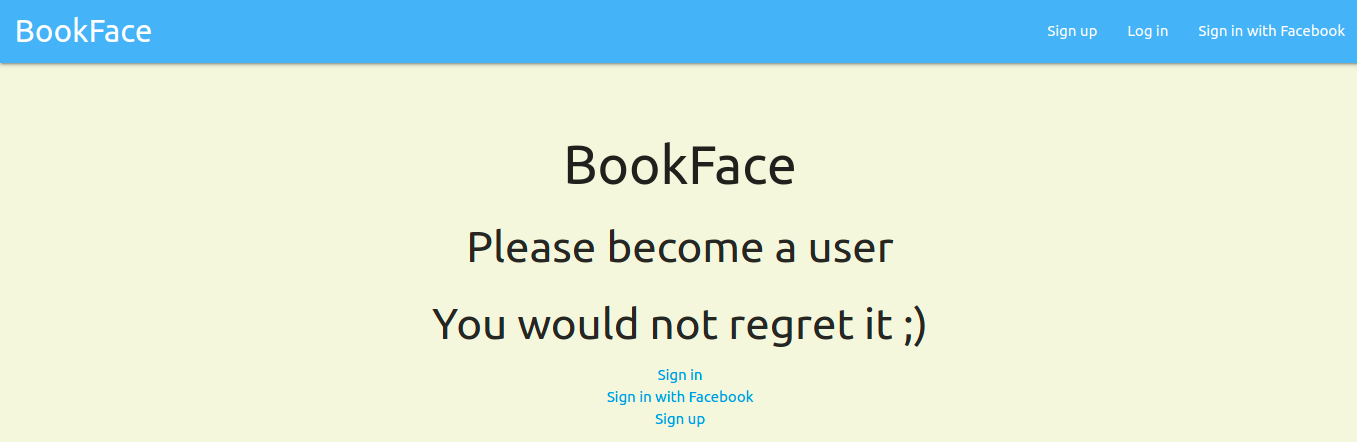 BookFace Sign up Log in Sign in with Facebook
BookFace
Please become a user
You would not regret it ;)
Sign in
Sign in with Facebook
Sign up